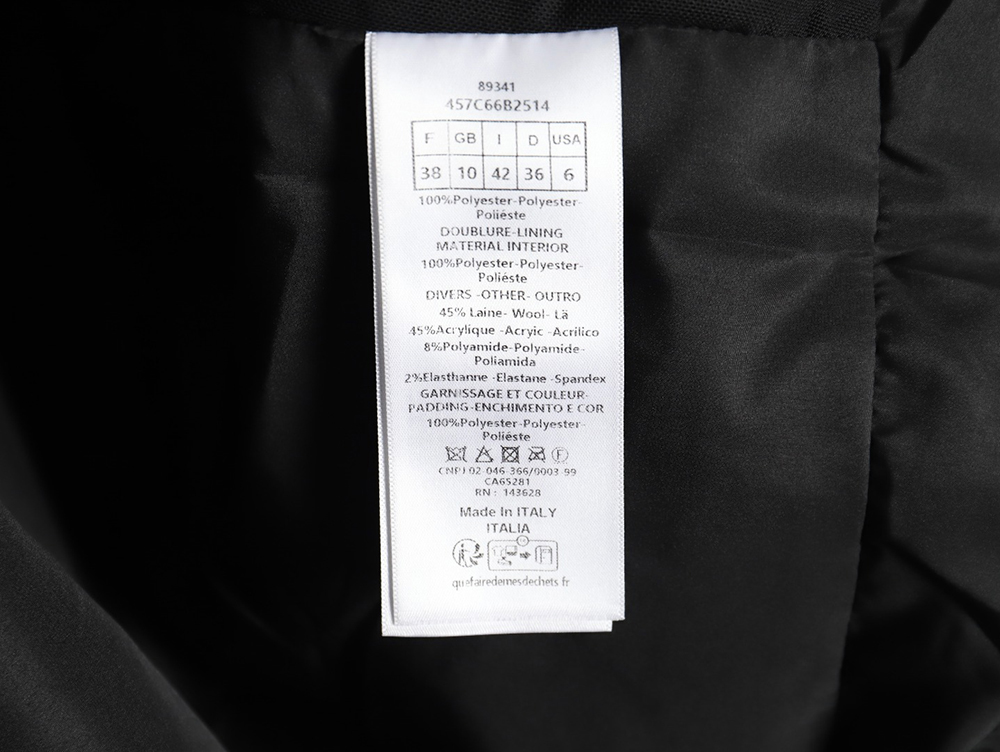 89341
457C66B2514
F GB I D USA
38 10 42 36 6
100%Polyester-Polyester-
Poliéste
DOUBLURE-LINING
MATERIAL INTERIOR
100%Polyester-Polyester-
Poliéste
DIVERS -OTHER- OUTRO
45% Laine- Wool- Lä
45%Acrylique -Acryic -Acrilico
8%Polyamide-Polyamide-
Poliamida
2%Elasthanne -Elastane -Spandex
GARNISSAGE ET COULEUR-
PADDING-ENCHIMENTO E COR
100%Polyester-Polyester-
Poliéste
F
CNPJ 02-046-366/0003-99
CA65281
RN : 143628
Made In ITALY
ITALIA
quefairedemesdechets fr